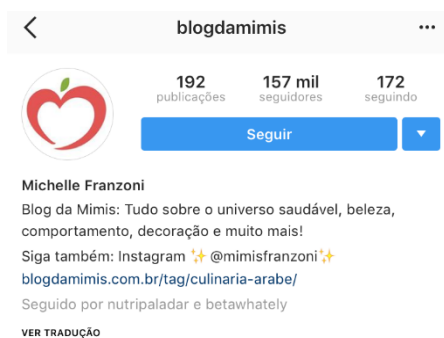 blogdamimis
192 157 mil 172
publicações seguidores seguindo
Seguir
Michelle Franzoni
Blog da Mimis: Tudo sobre o universo saudável, beleza,
comportamento, decoração e muito mais!
Siga também: Instagram ✨ @mimisfranzoni✨
blogdamimis.com.br/tag/culinaria-arabe/
Seguido por nutripaladar e betawhately
VER TRADUÇÃO